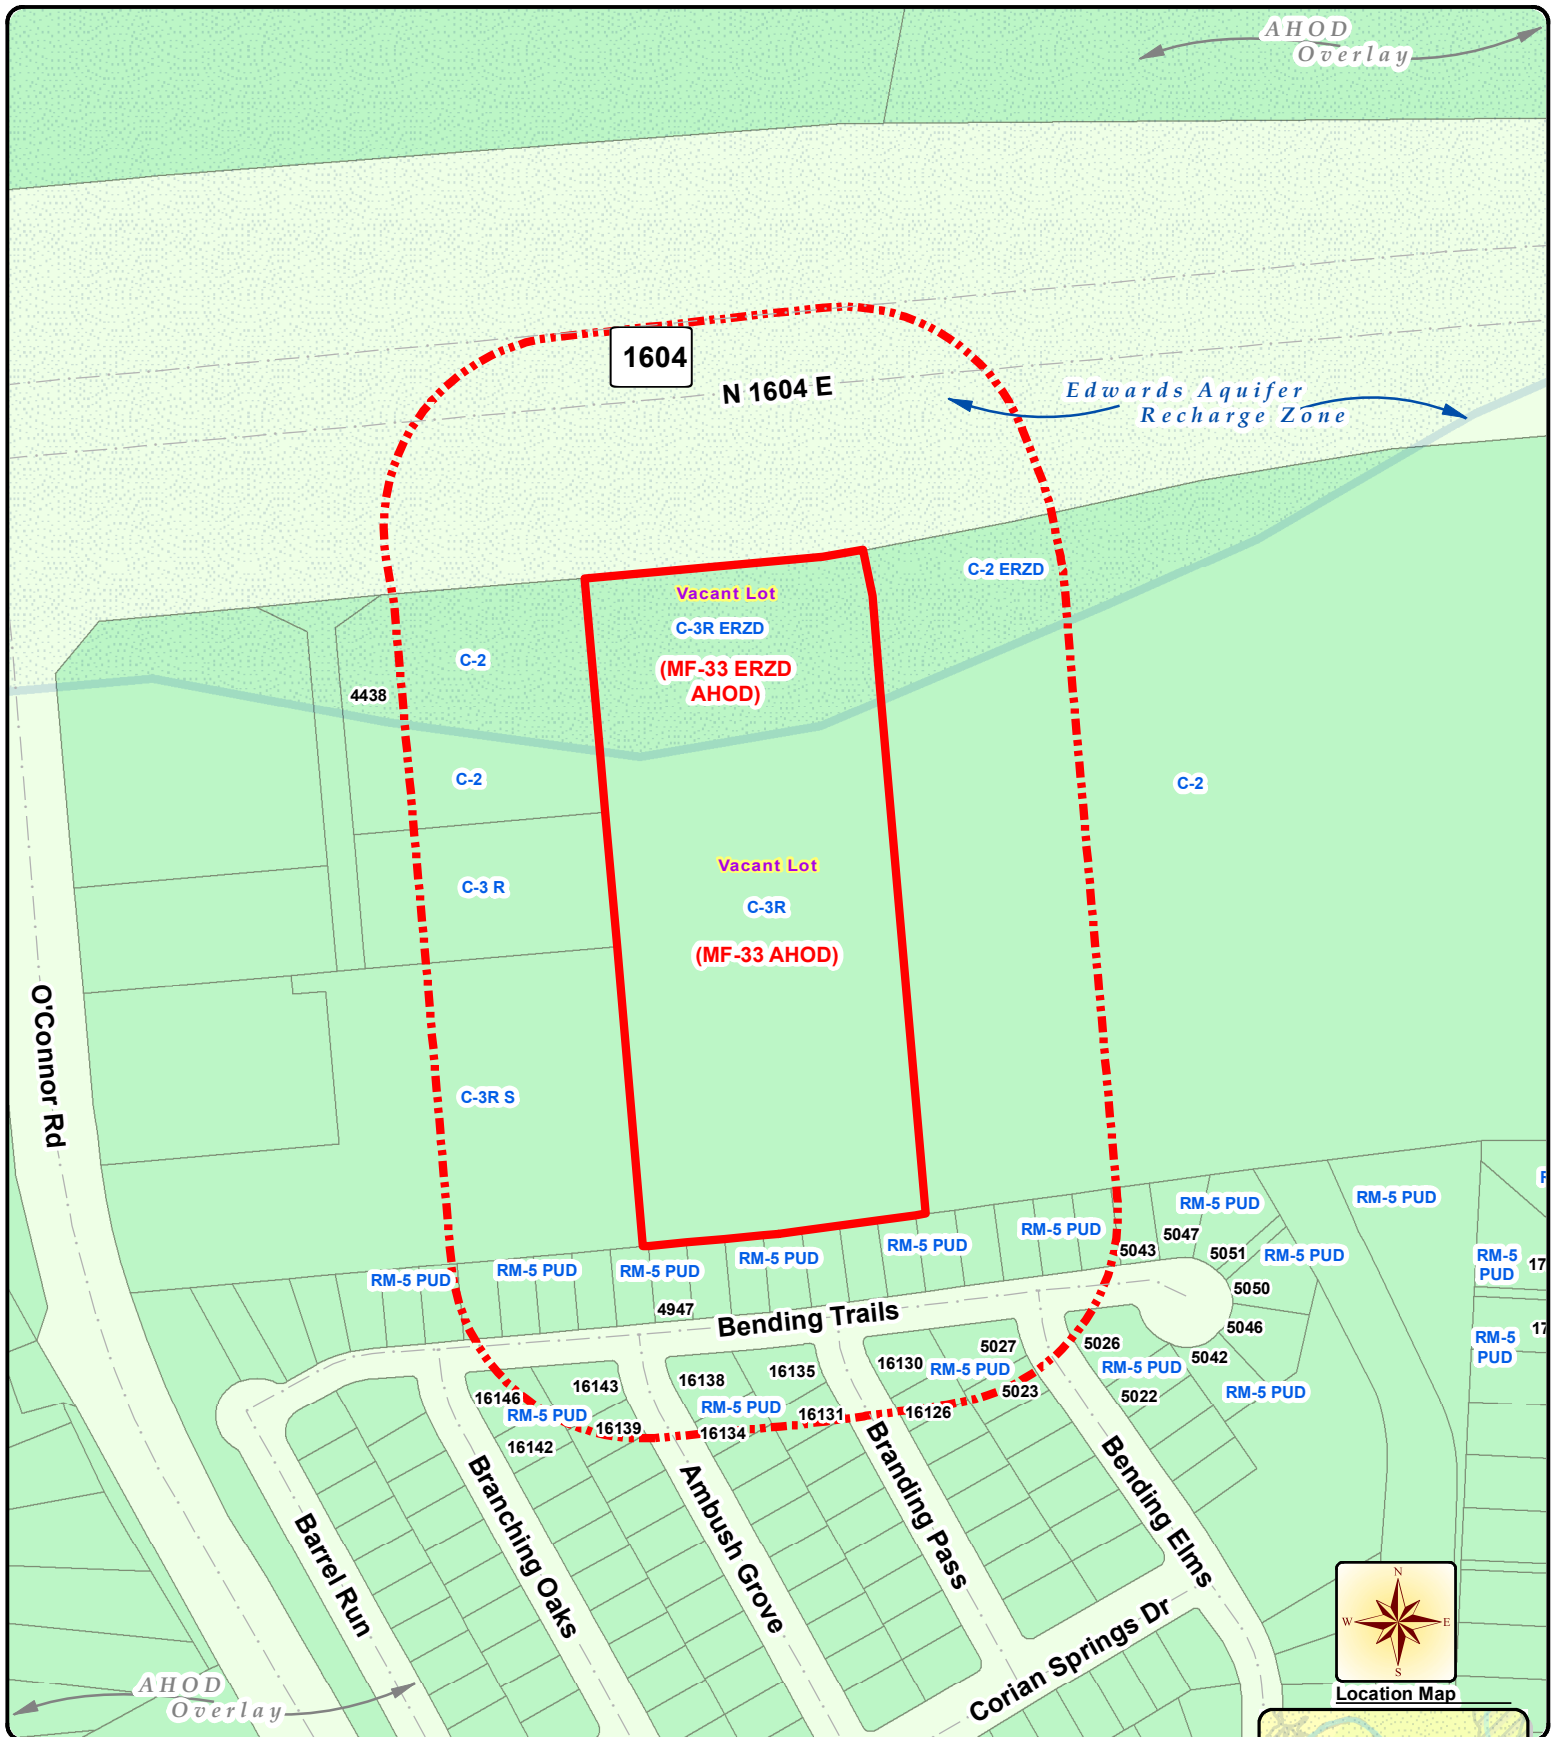 AHOD
Overlay
1604
N 1604 E
Edwards Aquifer
Recharge Zone
C-2 ERZD
Vacant Lot
C-3R ERZD
(MF-33 ERZD
AHOD)
C-2
4438
C-2
C-2
Vacant Lot
C-3 R
C-3R
(MF-33 AHOD)
O'Connor Rd
C-3R S
RM-5 PUD
RM-5 PUD
RM-5 PUD
RM-5 PUD
RM-5 PUD
RM-5 PUD
RM-5 PUD
RM-5 PUD
RM-5 PUD
RM-5
PUD
5043
5047
5051
5050
5046
5042
4947
Bending Trails
RM-5
PUD
16146
16143
16138
16135
16130
5027
5026
RM-5 PUD
RM-5 PUD
RM-5 PUD
RM-5 PUD
RM-5 PUD
5023
5022
16142
16139
16134
16131
16126
Barrel Run
Branching Oaks
Ambush Grove
Branding Pass
Bending Elms
Corian Springs Dr
AHOD
Overlay
N
W
E
S
Location Map